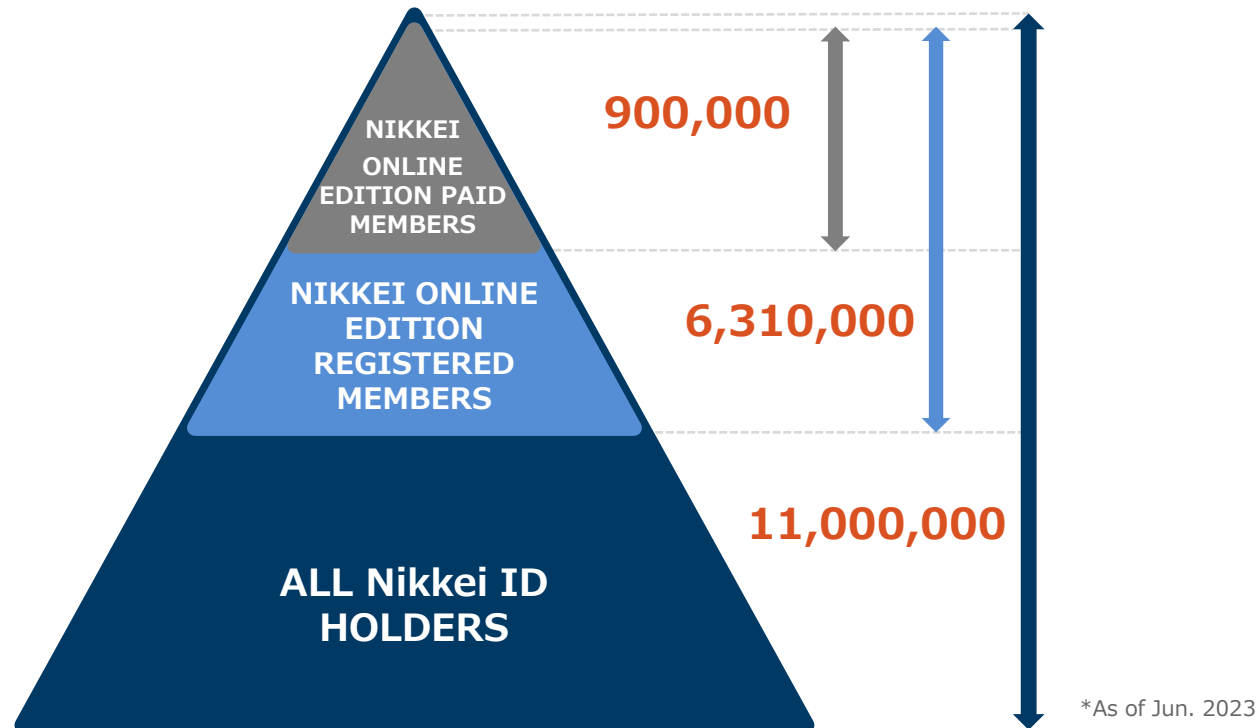 NIKKEI
ONLINE
EDITION PAID
MEMBERS
900,000
NIKKEI ONLINE
EDITION
REGISTERED
MEMBERS
6,310,000
11,000,000
ALL Nikkei ID
HOLDERS
*As of Jun. 2023